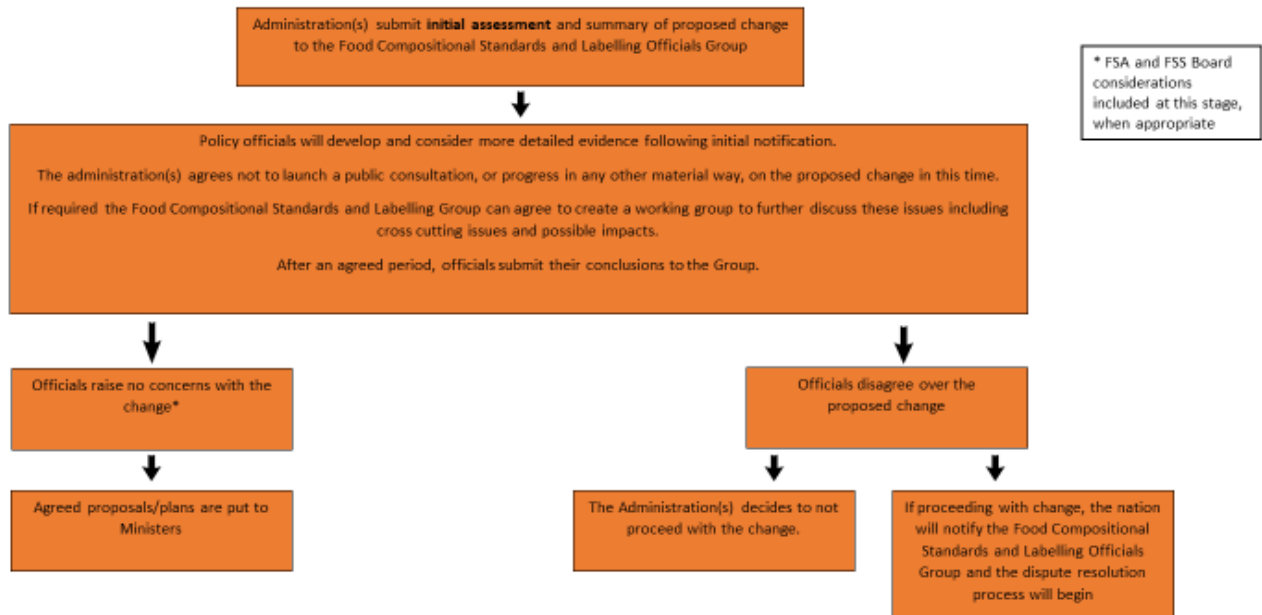 Administration(s) submit initial assessment and summary of proposed change
to the Food Compositional Standards and Labelling Officials Group
* FSA and FSS Board
considerations
included at this stage,
when appropriate
Policy officials will develop and consider more detailed evidence following initial notification.
The administration(s) agrees not to launch a public consultation, or progress in any other material way, on the proposed change in this time.
If required the Food Compositional Standards and Labelling Group can agree to create a working group to further discuss these issues including
cross cutting issues and possible impacts.
After an agreed period, officials submit their conclusions to the Group.
Officials raise no concerns with the
change*
Officials disagree over the
proposed change
Agreed proposals/plans are put to
Ministers
The Administration(s) decides to not
proceed with the change.
If proceeding with change, the nation
will notify the Food Compositional
Standards and Labelling Officials
Group and the dispute resolution
process will begin